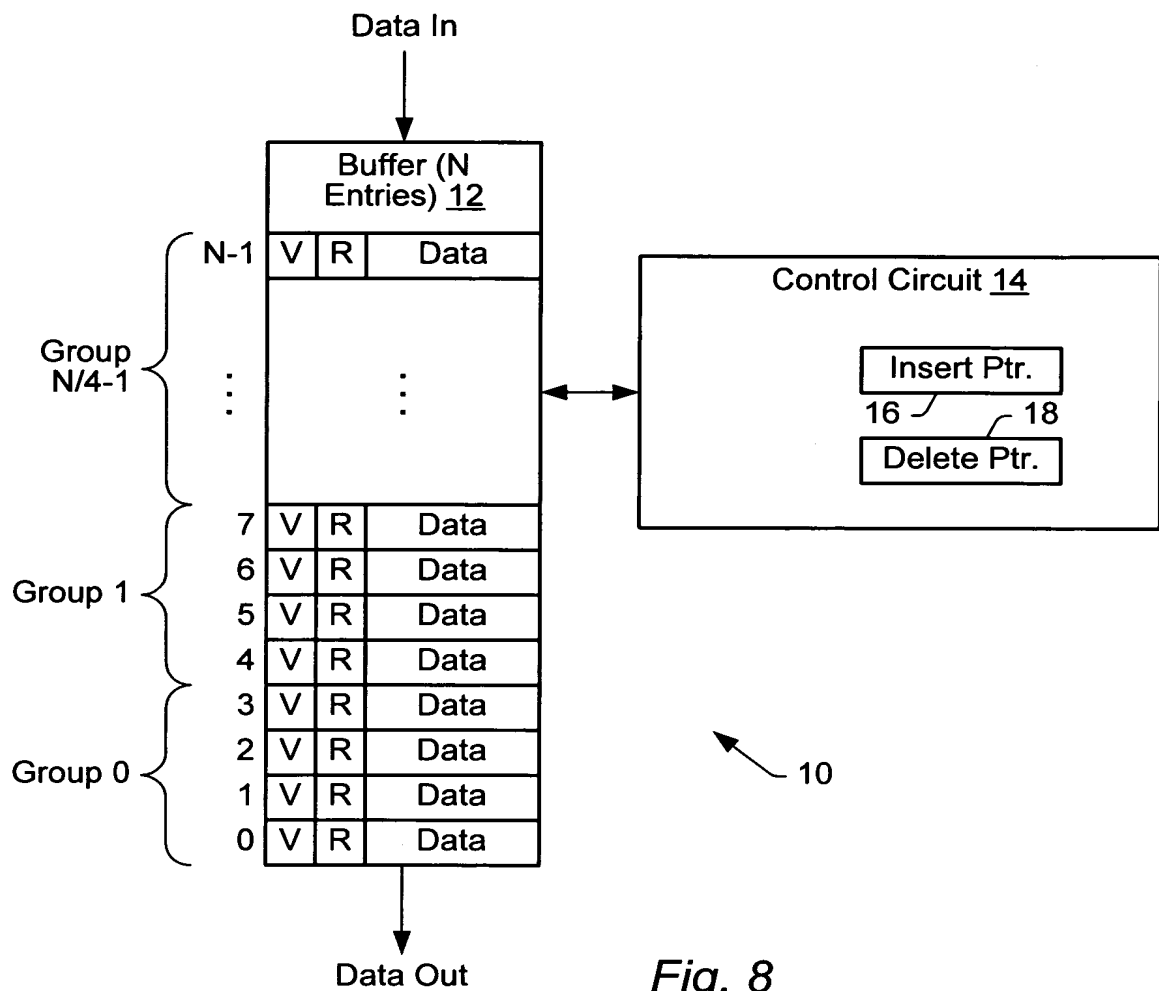 Data In
Buffer (N
Entries) 12
N-1 V R Data
Control Circuit 14
Group
N/4-1
Insert Ptr.
16 18
Delete Ptr.
7 V R Data
6 V R Data
Group 1
5 V R Data
4 V R Data
3 V R Data
2 V R Data
Group 0
10
1 V R Data
0 V R Data
Data Out
Fig. 8